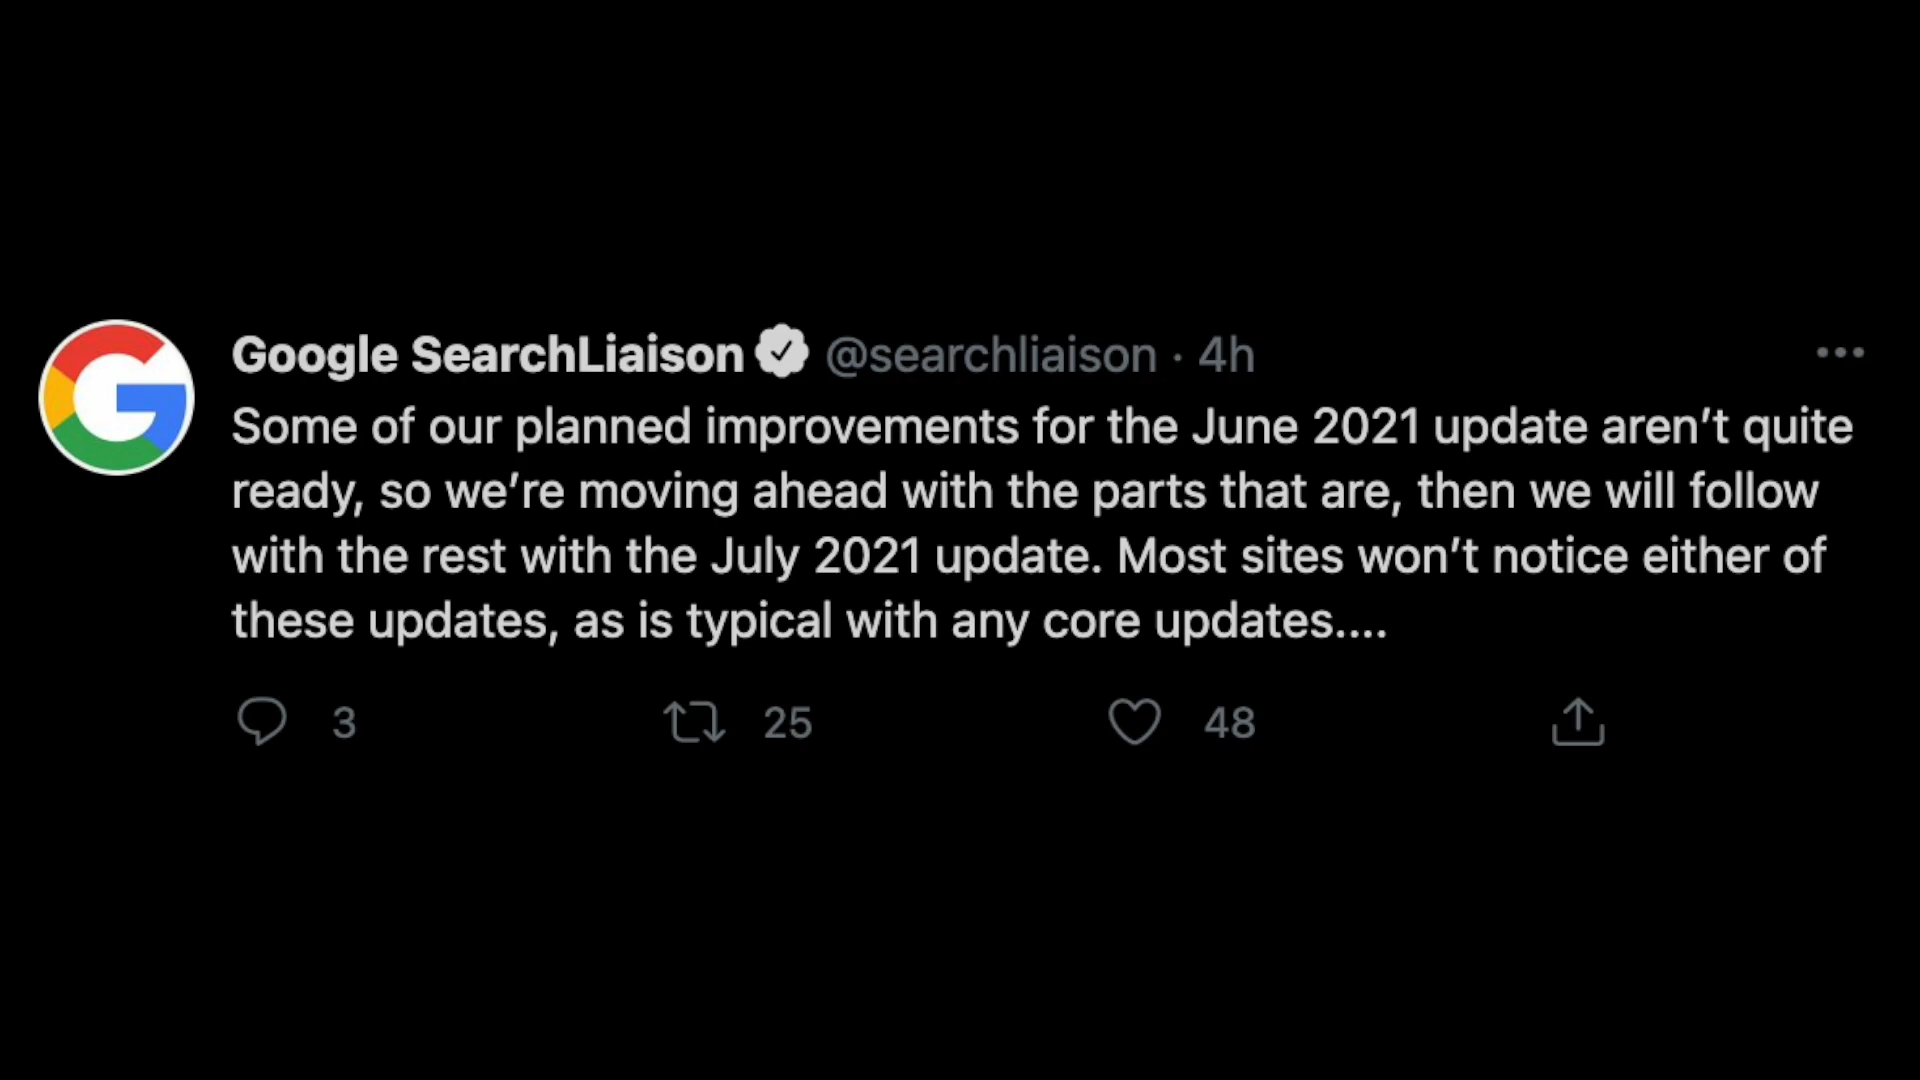 Google SearchLiaison @searchliaison · 4h
Some of our planned improvements for the June 2021 update aren’t quite
ready, so we’re moving ahead with the parts that are, then we will follow
with the rest with the July 2021 update. Most sites won’t notice either of
these updates, as is typical with any core updates....
3 25 48